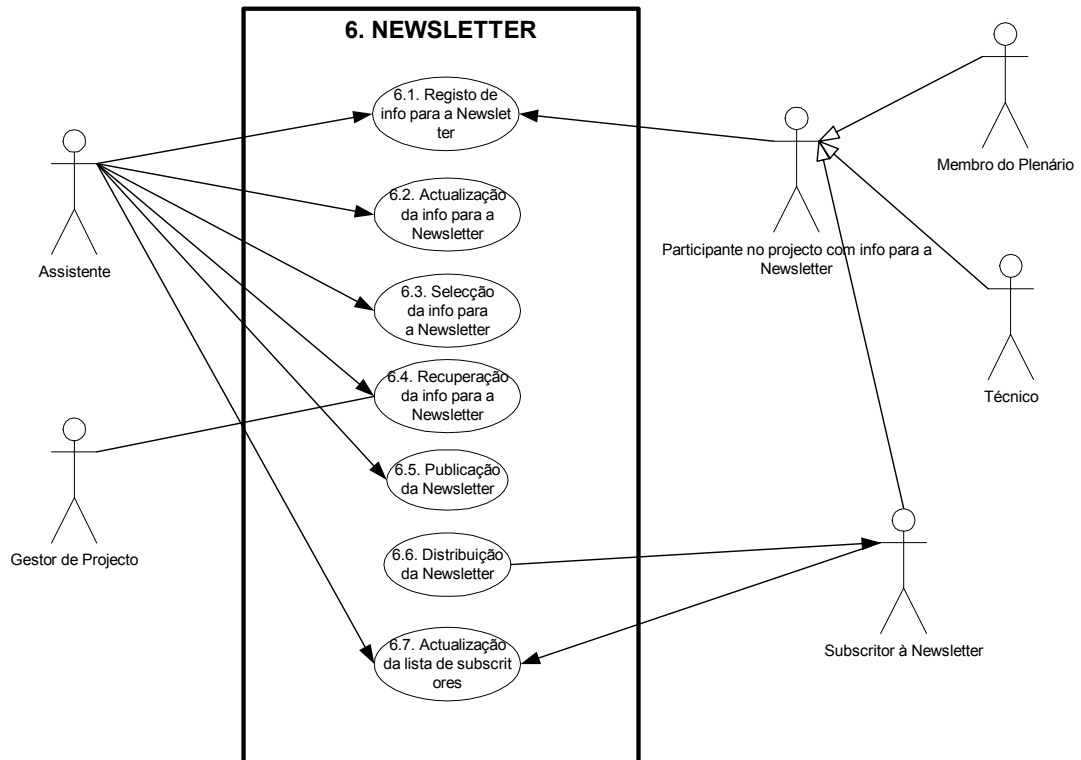 6. NEWSLETTER
6.1. Registo de
info para a Newslet
ter
6.2. Actualização
da info para a
Newsletter
6.3. Selecção
da info para
a Newsletter
6.4. Recuperação
da info para a
Newsletter
6.5. Publicação
da Newsletter
6.6. Distribuição
da Newsletter
6.7. Actualização
da lista de subscrit
ores
Assistente
Gestor de Projecto
Membro do Plenário
Participante no projecto com info para a
Newsletter
Técnico
Subscritor à Newsletter